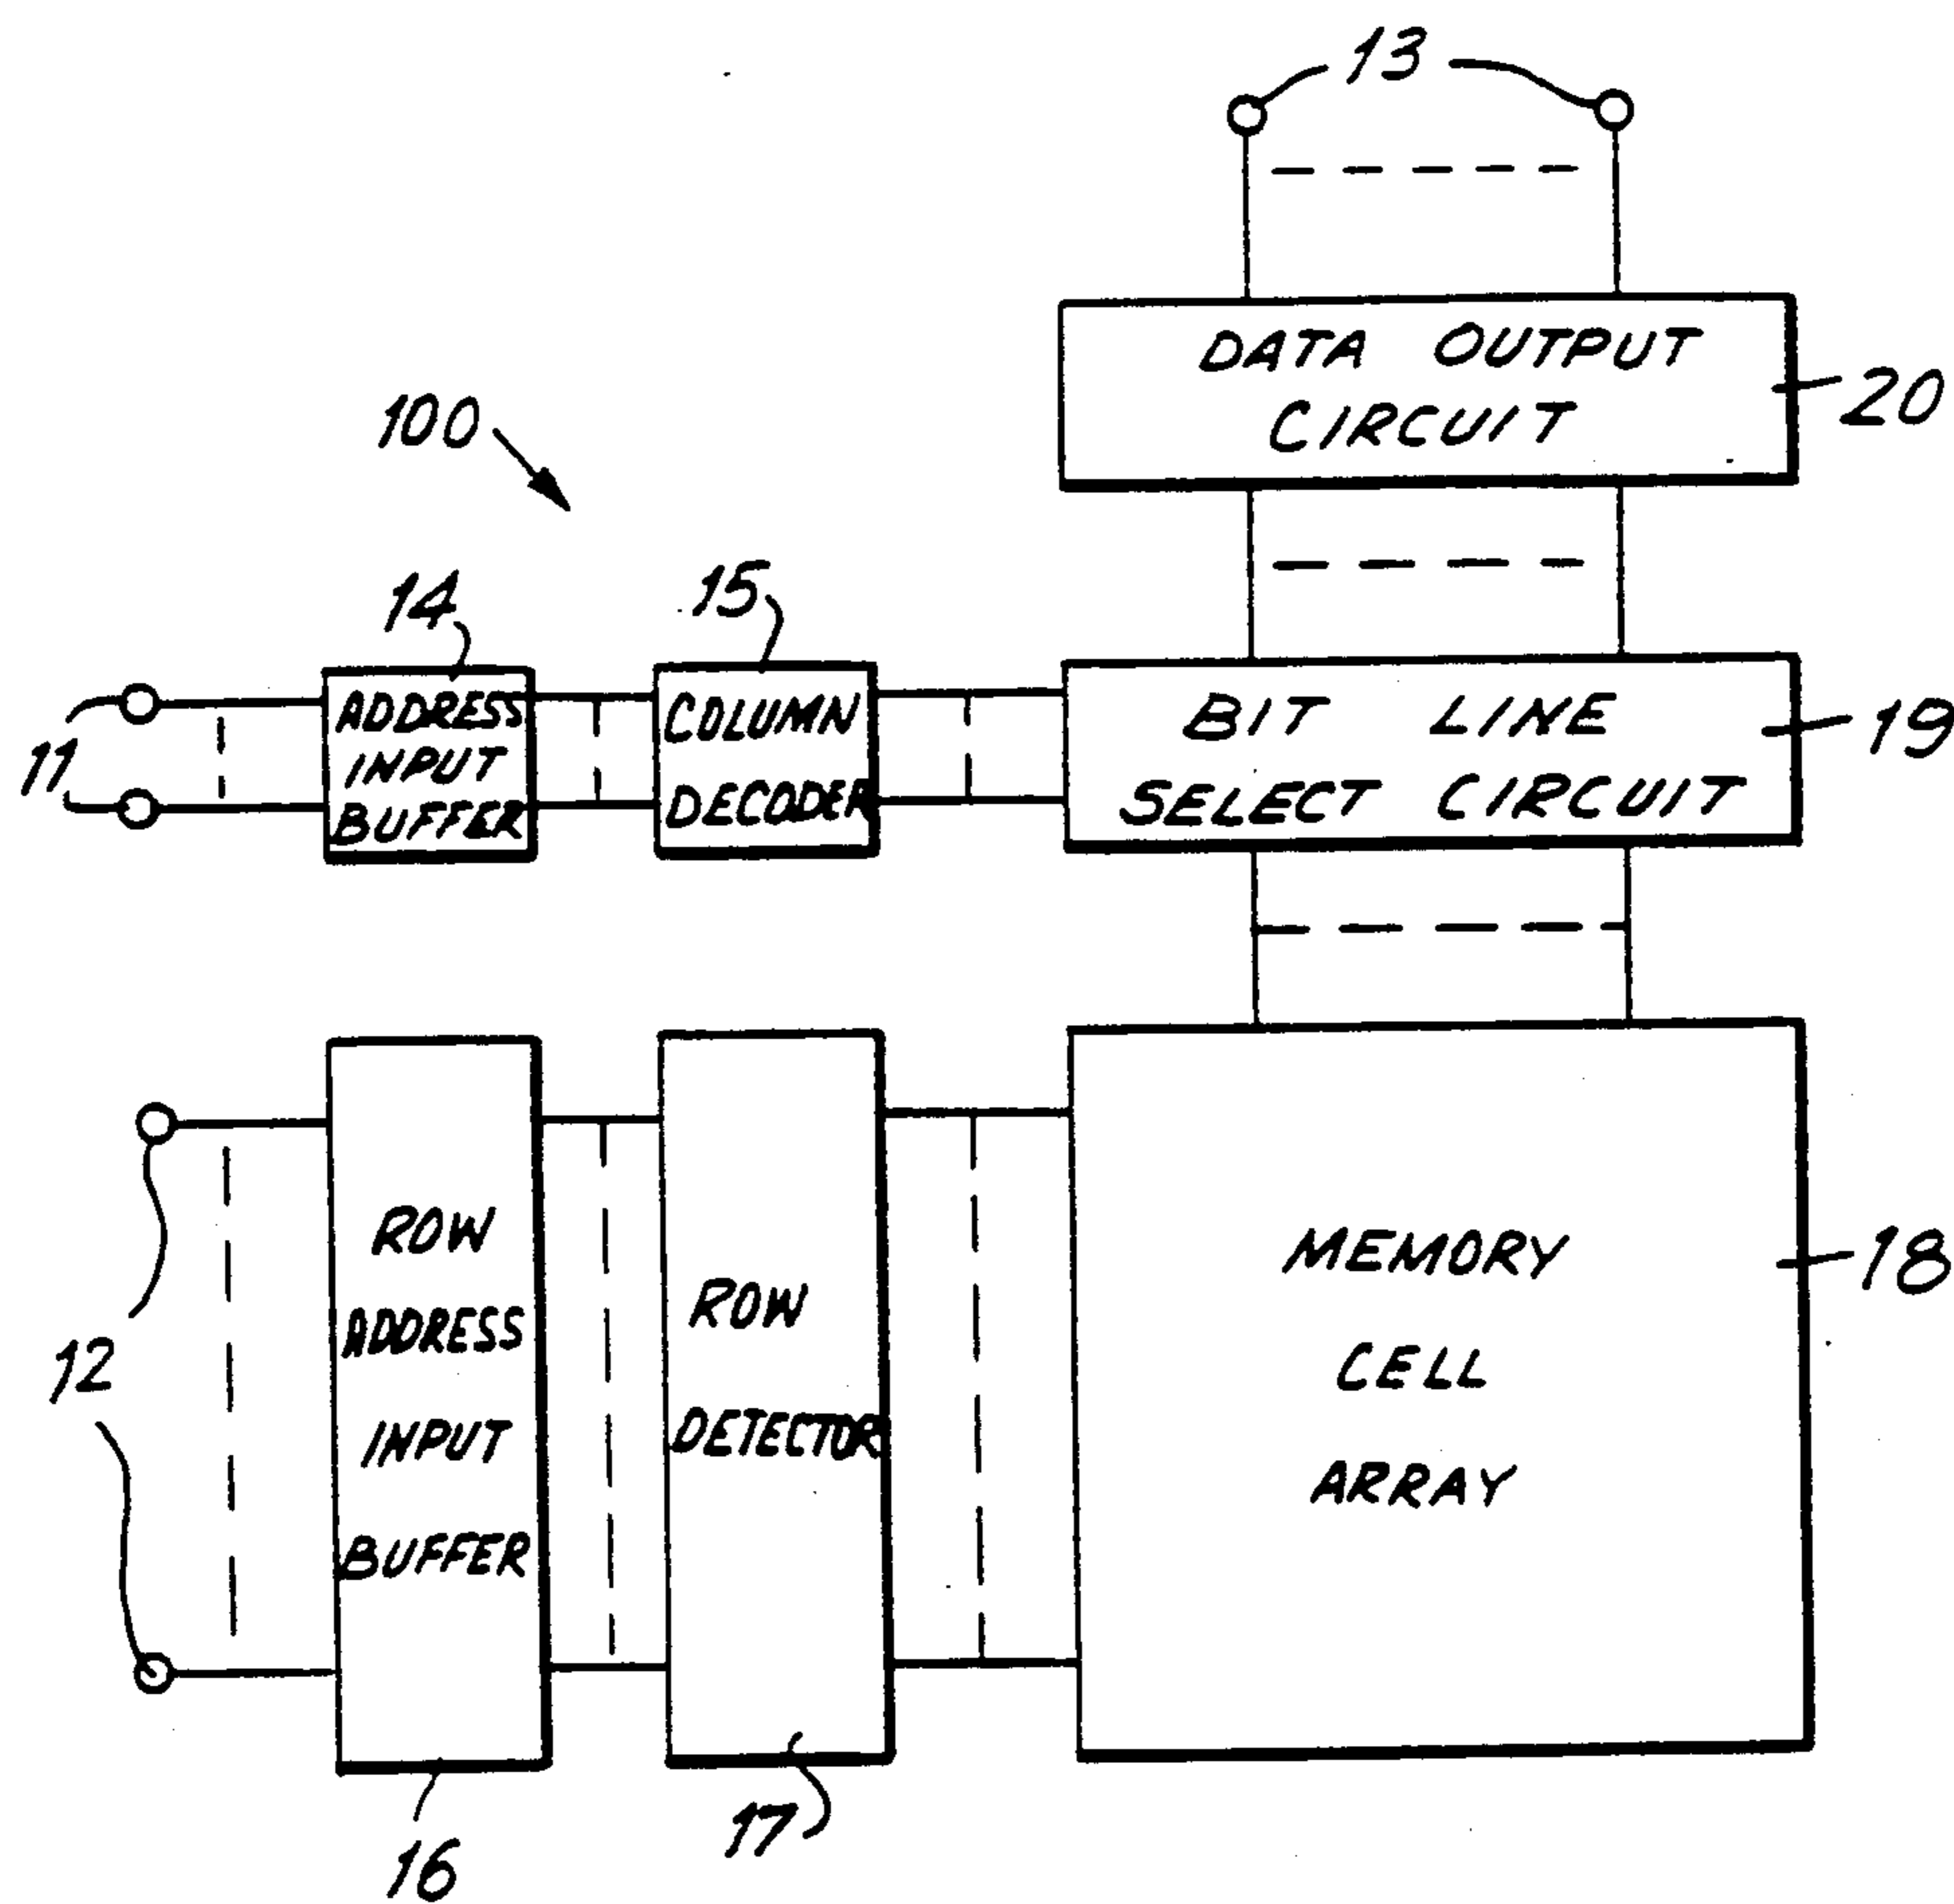 13
DATA OUTPUT
CIRCUIT
20
100
14
15
ADDRESS
INPUT
BUFFER
COLUMN
DECODER
BIT LINE
SELECT CIRCUIT
19
11
ROW
ADDRESS
INPUT
BUFFER
ROW
DETECTOR
MEMORY
CELL
ARRAY
18
12
16
17